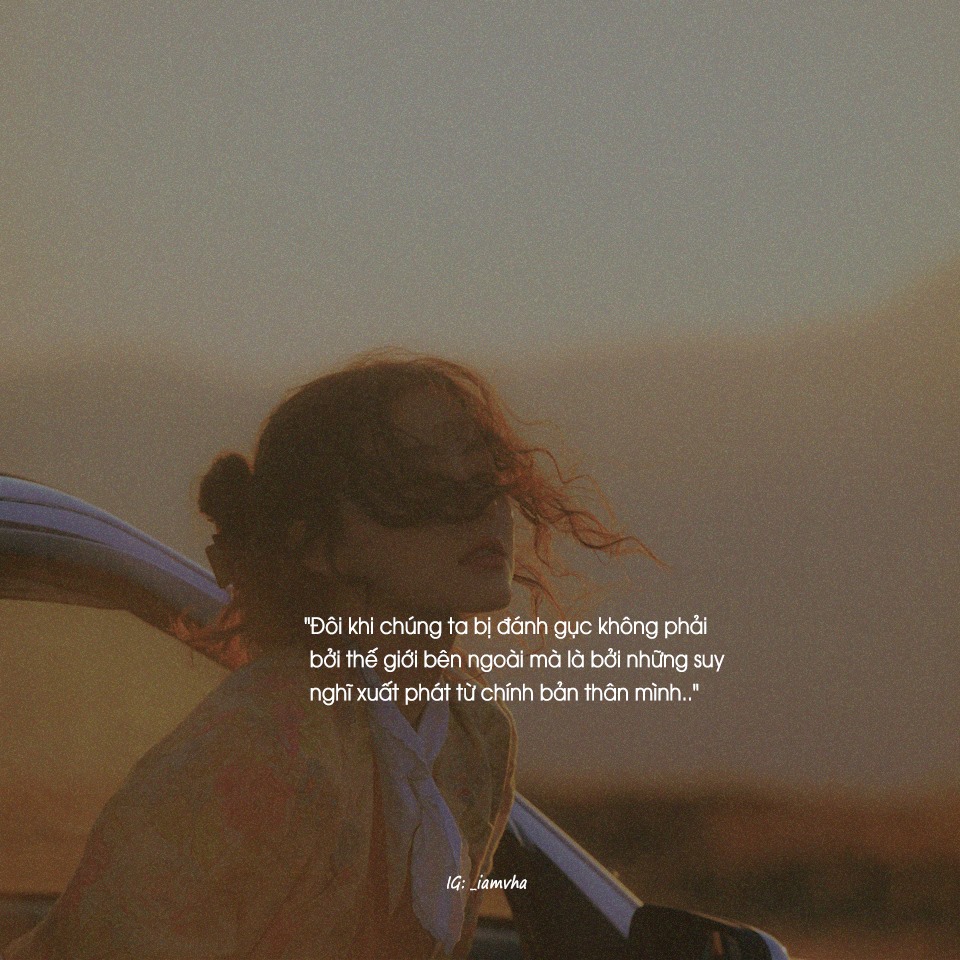 "Đôi khi chúng ta bị đánh gục không phải
bởi thế giới bên ngoài mà là bởi những suy
nghĩ xuất phát từ chính bản thân mình.."
IG: _iamvha